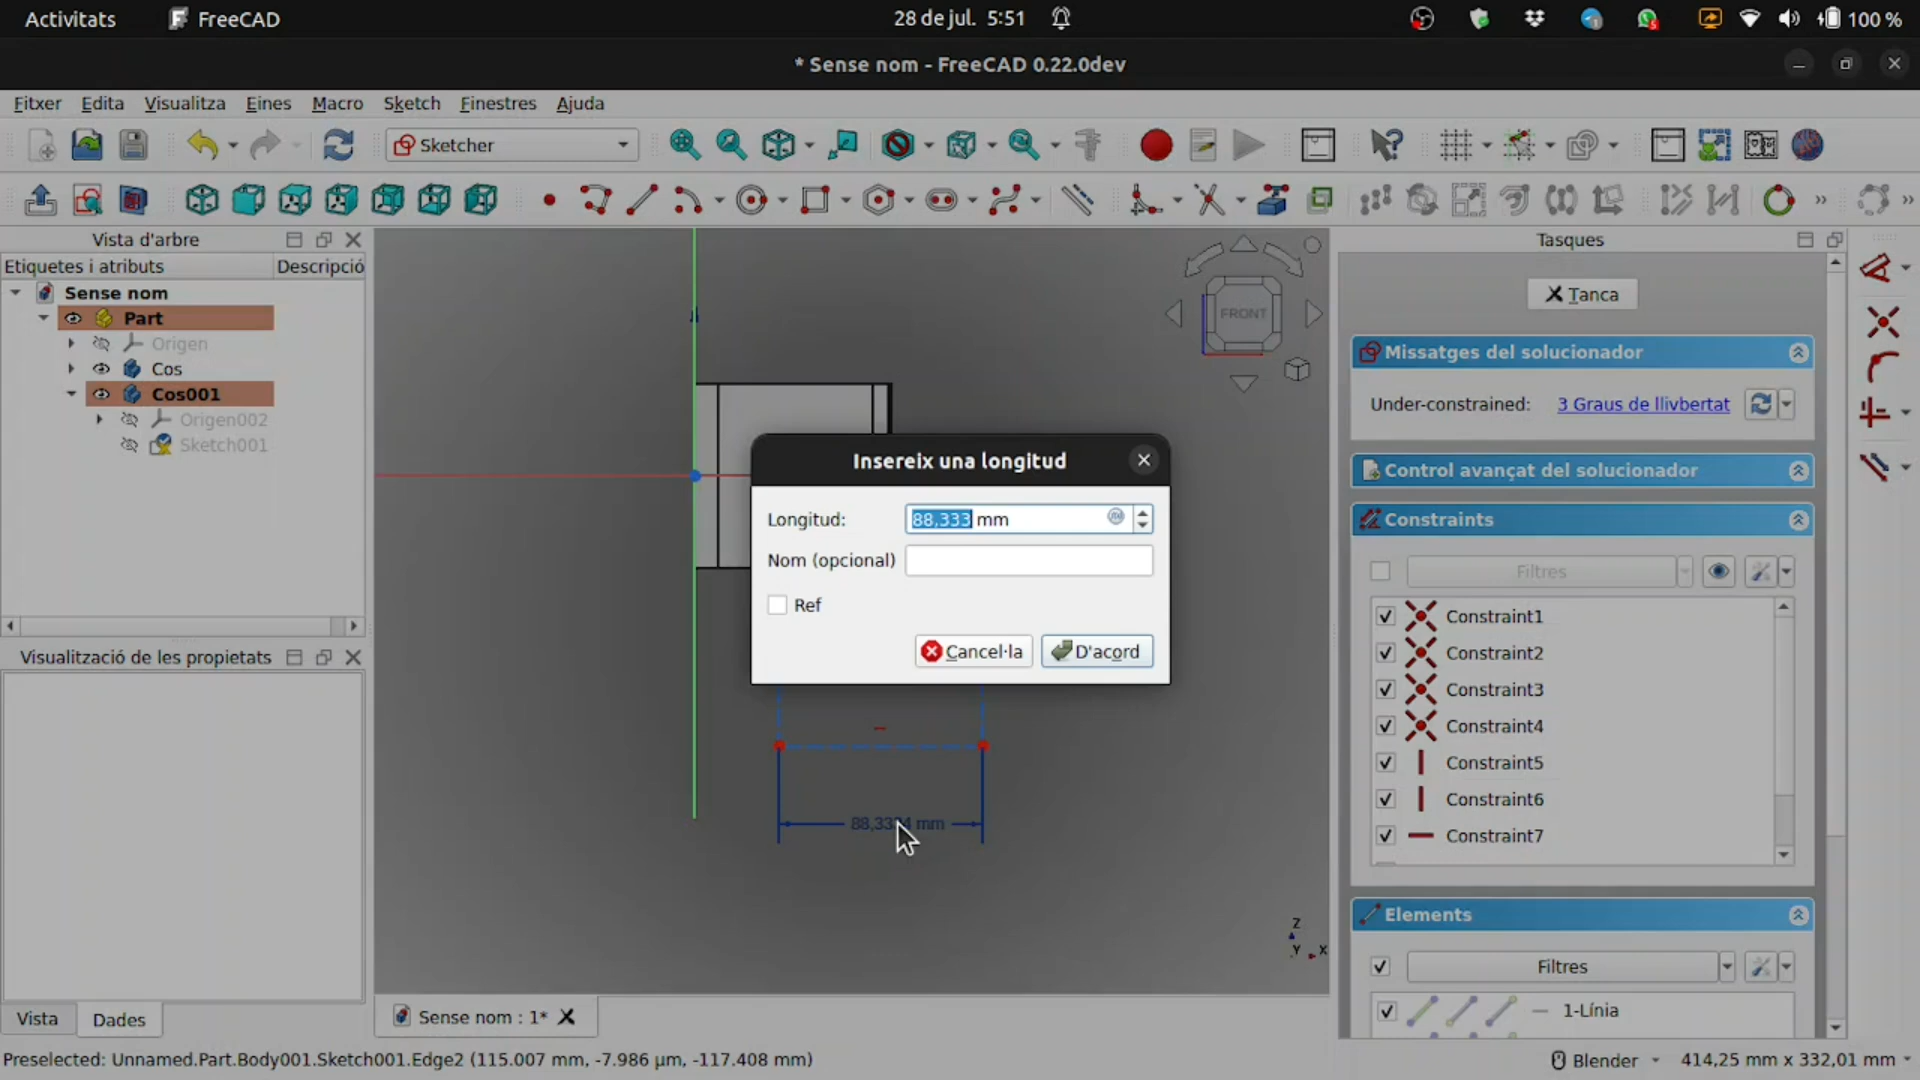 Activitats
FreeCAD
28 de jul.  5:51
100 %
* Sense nom - FreeCAD 0.22.0dev
Fitxer
Edita
Visualitza
Eines
Macro
Sketch
Finestres
Ajuda
Sketcher
Vista d'arbre
Etiquetes i atributs
Descripció
Sense nom
Part
Origen
Cos
Cos001
Origen002
Sketch001
Visualització de les propietats
Vista
Dades
FRONT
Insereix una longitud
Longitud:
88,333 mm
Nom (opcional)
Ref
Cancel·la
D'acord
Z
Y
X
Sense nom : 1*
Tasques
Tanca
Missatges del solucionador
Under-constrained:
3 Graus de llivbertat
Control avançat del solucionador
Constraints
Filtres
Constraint1
Constraint2
Constraint3
Constraint4
Constraint5
Constraint6
Constraint7
Elements
Filtres
1-Línia
Preselected: Unnamed.Part.Body001.Sketch001.Edge2 (115.007 mm, -7.986 µm, -117.408 mm)
Blender
414,25 mm x 332,01 mm